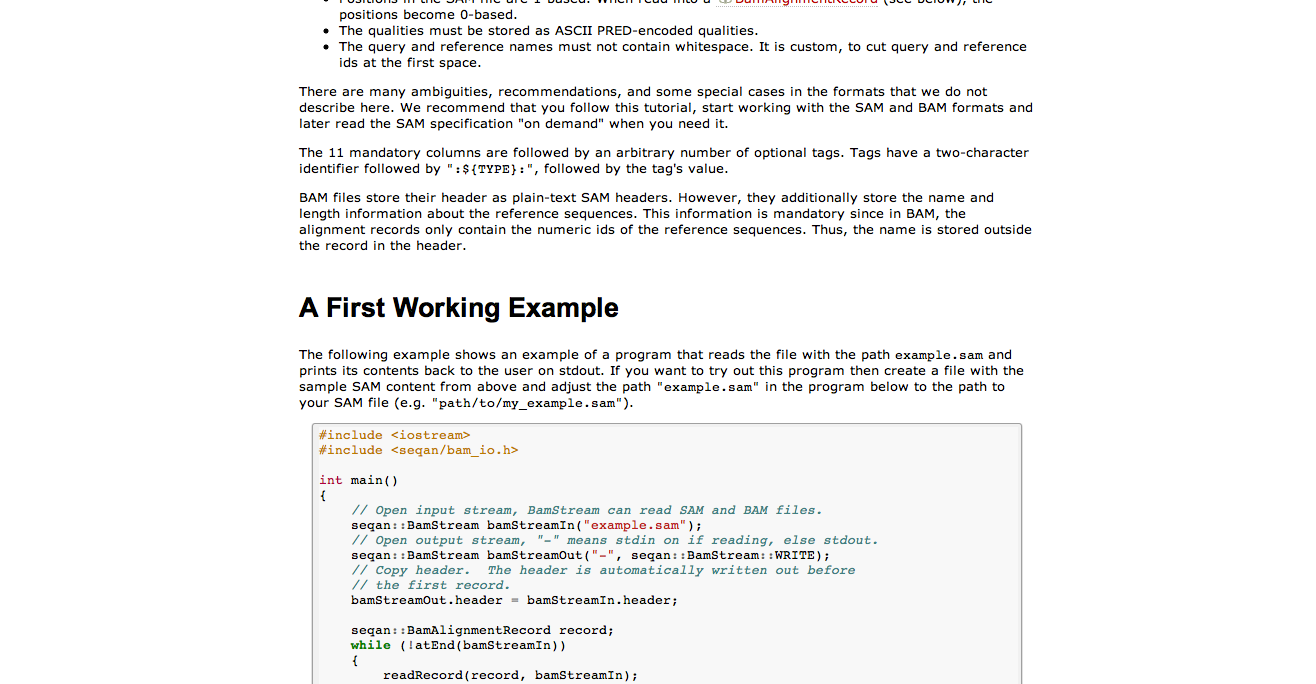 Positions in the SAM file are 1-based. When read into a BamAlignmentRecord (see below), the
positions become 0-based.
The qualities must be stored as ASCII PRED-encoded qualities.
The query and reference names must not contain whitespace. It is custom, to cut query and reference
ids at the first space.
There are many ambiguities, recommendations, and some special cases in the formats that we do not
describe here. We recommend that you follow this tutorial, start working with the SAM and BAM formats and
later read the SAM specification "on demand" when you need it.
The 11 mandatory columns are followed by an arbitrary number of optional tags. Tags have a two-character
identifier followed by ":${TYPE}:", followed by the tag's value.
BAM files store their header as plain-text SAM headers. However, they additionally store the name and
length information about the reference sequences. This information is mandatory since in BAM, the
alignment records only contain the numeric ids of the reference sequences. Thus, the name is stored outside
the record in the header.
A First Working Example
The following example shows an example of a program that reads the file with the path example.sam and
prints its contents back to the user on stdout. If you want to try out this program then create a file with the
sample SAM content from above and adjust the path "example.sam" in the program below to the path to
your SAM file (e.g. "path/to/my_example.sam").
#include <iostream>
#include <seqan/bam_io.h>
int main()
{
    // Open input stream, BamStream can read SAM and BAM files.
    seqan::BamStream bamStreamIn("example.sam");
    // Open output stream, "-" means stdin on if reading, else stdout.
    seqan::BamStream bamStreamOut("-", seqan::BamStream::WRITE);
    // Copy header.  The header is automatically written out before
    // the first record.
    bamStreamOut.header = bamStreamIn.header;
    seqan::BamAlignmentRecord record;
    while (!atEnd(bamStreamIn))
    {
        readRecord(record, bamStreamIn);